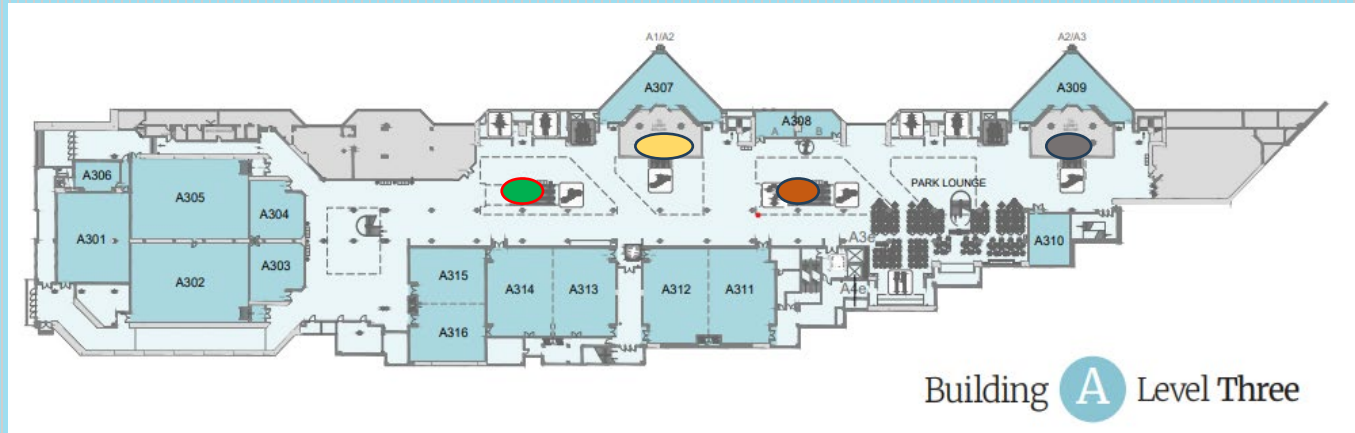 A1/A2
A2/A3
A307
A309
A308
A B
A306
A305
A304
A301
A302
A303
PARK LOUNGE
A310
A3e
A4e
A315
A314
A313
A312
A311
A316
Building A Level Three